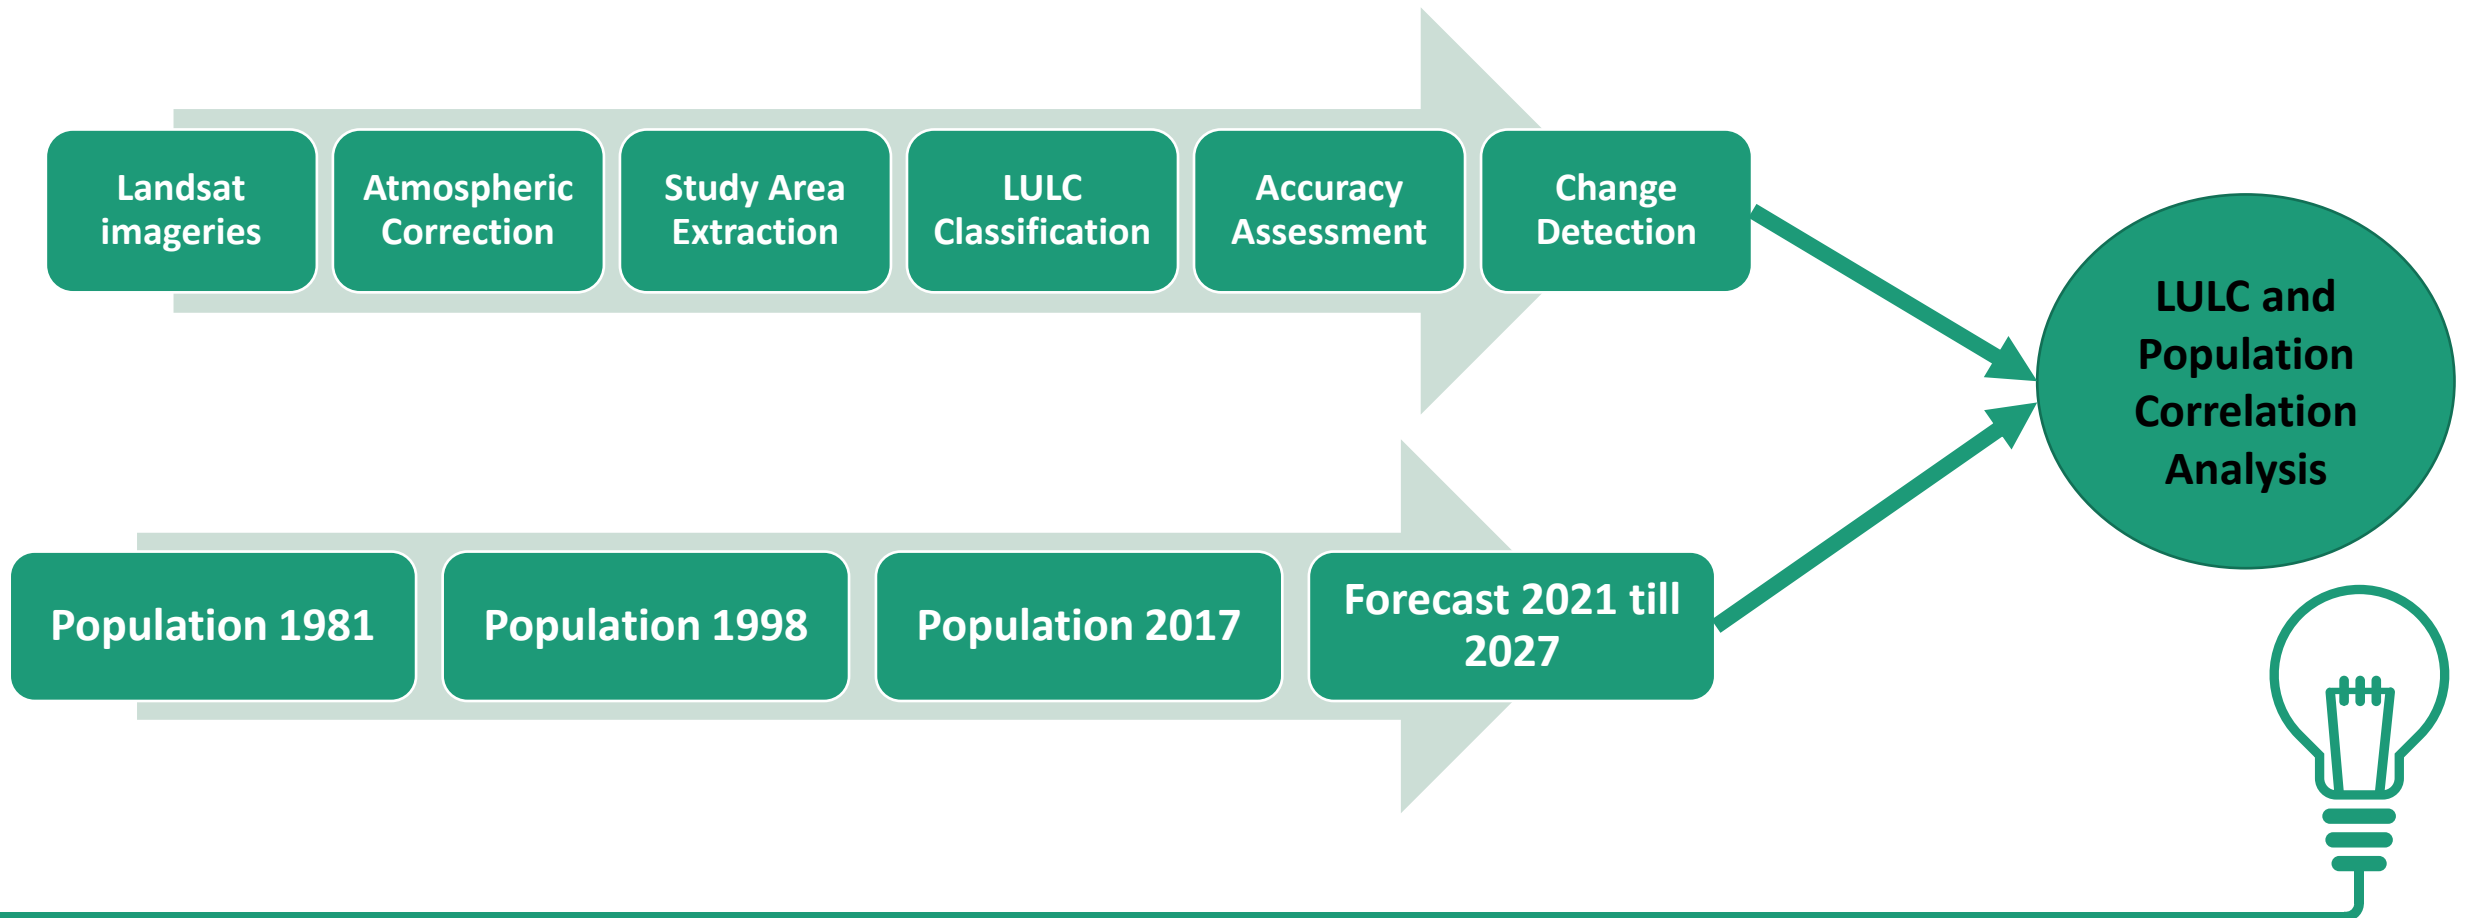 Landsat
imageries
Atmospheric
Correction
Study Area
Extraction
LULC
Classification
Accuracy
Assessment
Change
Detection
LULC and
Population
Correlation
Analysis
Population 1981
Population 1998
Population 2017
Forecast 2021 till
2027